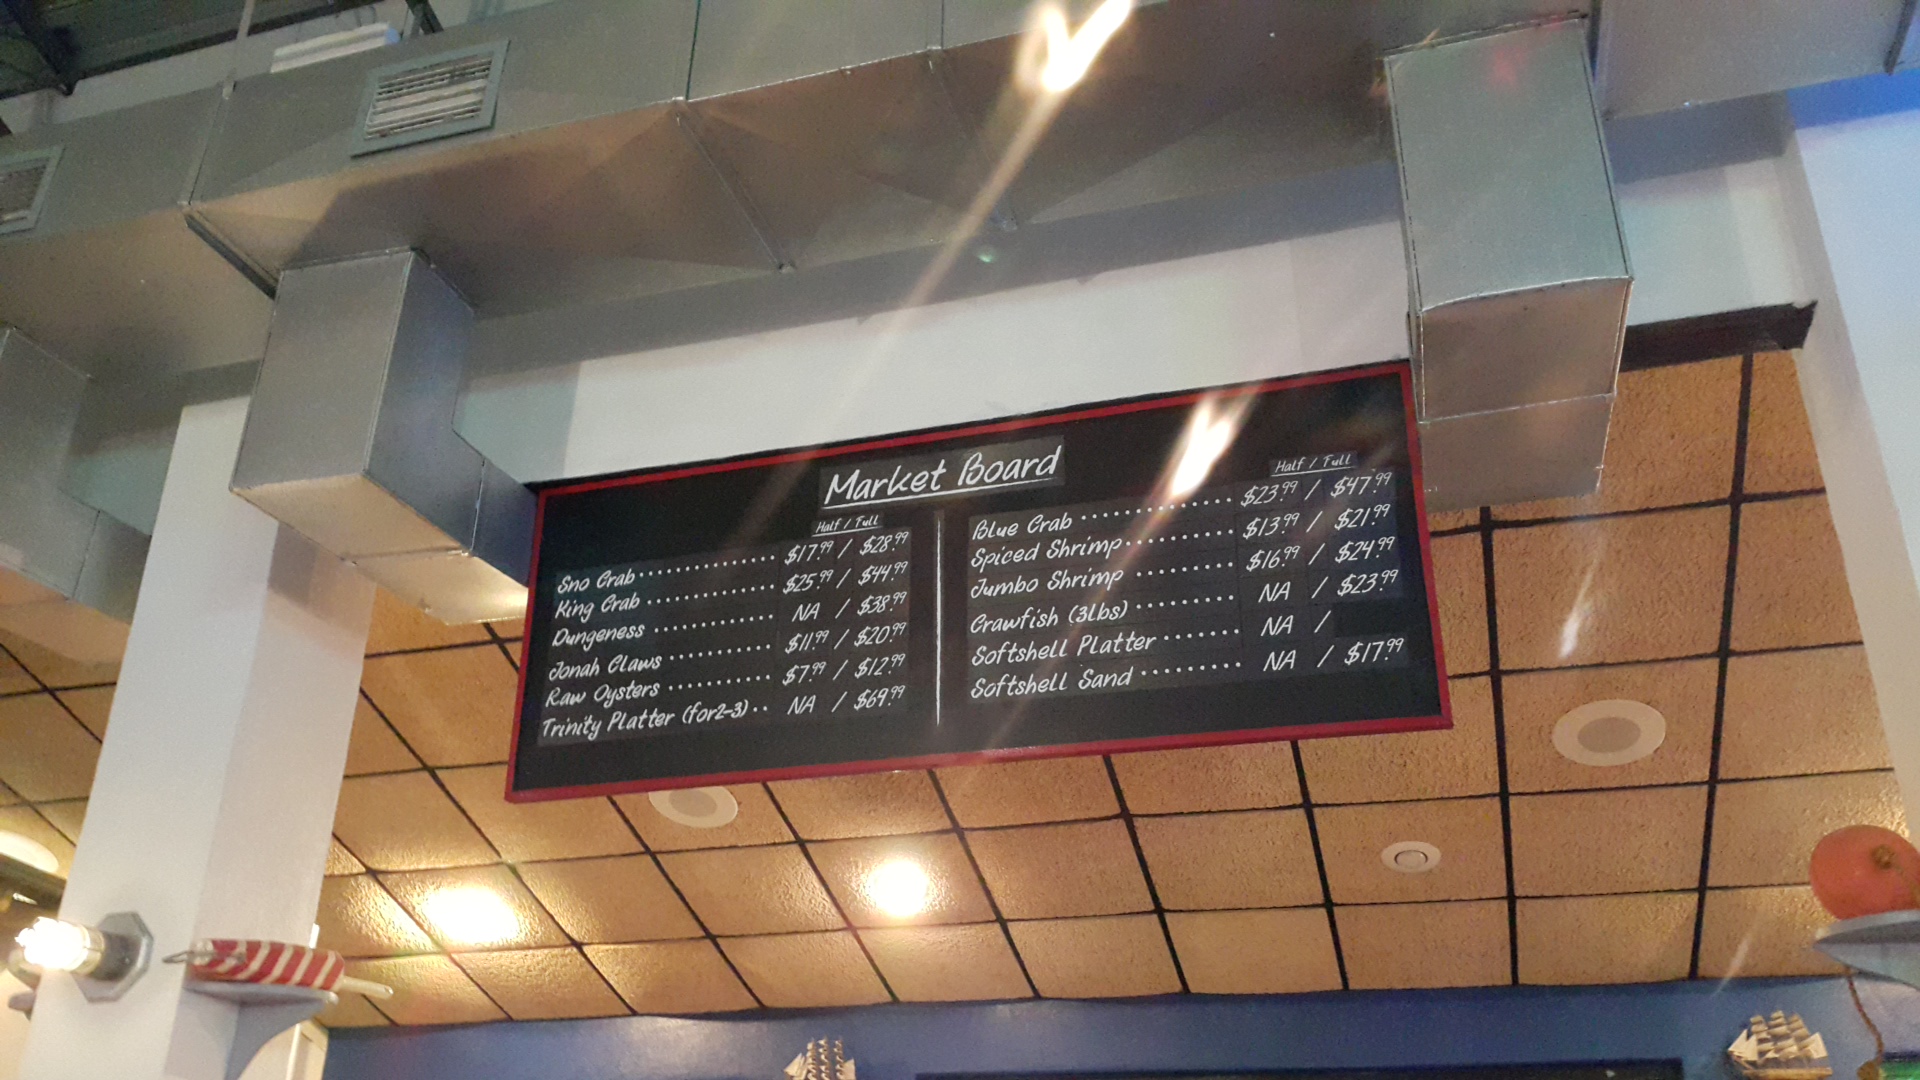 Market Board
Half / Full
Sno Crab ............. $17.99 / $28.99
King Crab ............ $25.99 / $44.99
Dungeness ........... NA / $38.99
Jonah Claws .......... $11.99 / $20.99
Raw Oysters .......... $7.99 / $12.99
Trinity Platter (for2-3) .. NA / $69.99
Half / Full
Blue Crab ............... $23.99 / $47.99
Spiced Shrimp .......... $13.99 / $21.99
Jumbo Shrimp ......... $16.99 / $24.99
Crawfish (3lbs) ......... NA / $23.99
Softshell Platter ....... NA /
Softshell Sand ......... NA / $17.99